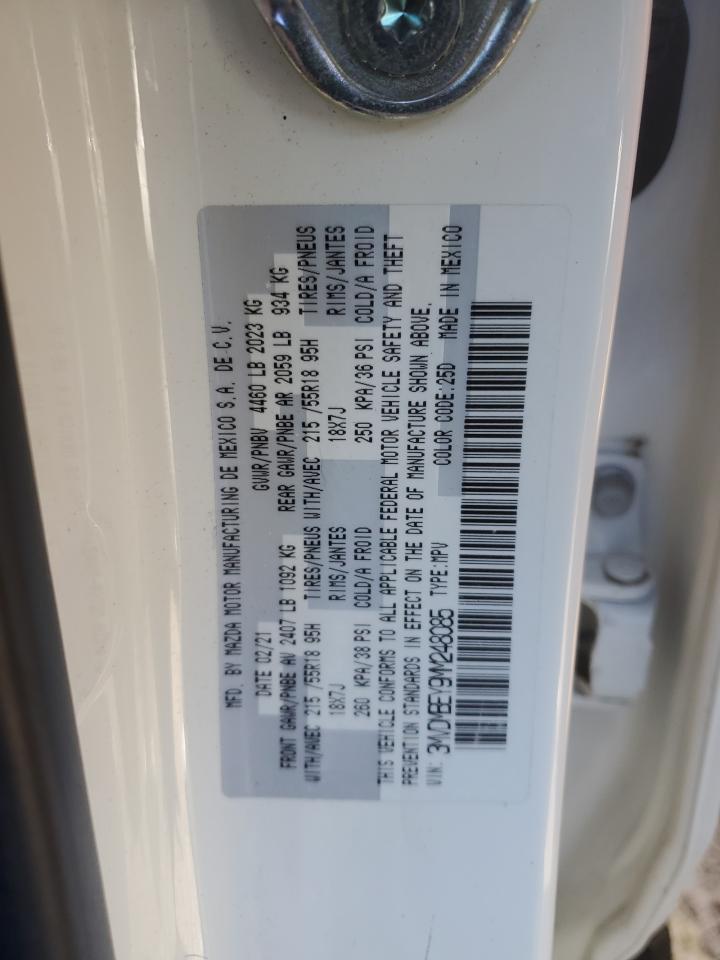 MFD. BY MAZDA MOTOR MANUFACTURING DE MEXICO S.A. DE C.V.
DATE 02/21 GVWR/PNBV 4460 LB 2023 KG
FRONT GAWR/PNBE AV 2407 LB 1092 KG REAR GAWR/PNBE AR 2059 LB 934 KG
WITH/AVEC 215 /55R18 95H TIRES/PNEUS WITH/AVEC 215 /55R18 95H TIRES/PNEUS
18X7J RIMS/JANTES 18X7J RIMS/JANTES
260 KPA/38 PSI COLD/A FROID 250 KPA/36 PSI COLD/A FROID
THIS VEHICLE CONFORMS TO ALL APPLICABLE FEDERAL MOTOR VEHICLE SAFETY AND THEFT
PREVENTION STANDARDS IN EFFECT ON THE DATE OF MANUFACTURE SHOWN ABOVE.
VIN: 3MVDMBEY9MM248085 TYPE:MPV COLOR CODE:25D MADE IN MEXICO